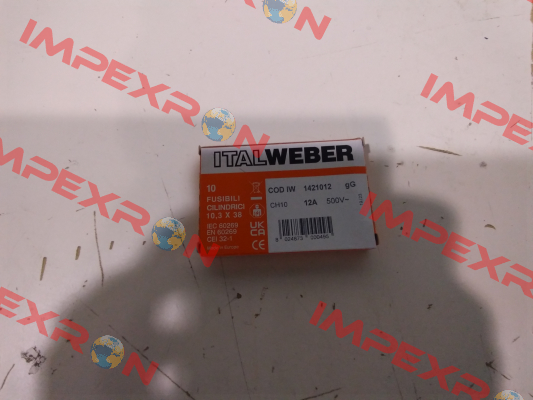 IMPEXRON
IMPEXRON
IMPEXRON
ITALWEBER
10
FUSIBILI
CILINDRICI
10,3 X 38
IEC 60269
EN 60269
CEI 32-1
COD IW 1421012 gG
CH10 12A 500V~
UK
CA
CE
IMPEXRON
IMPEXRON
IMPEXRON